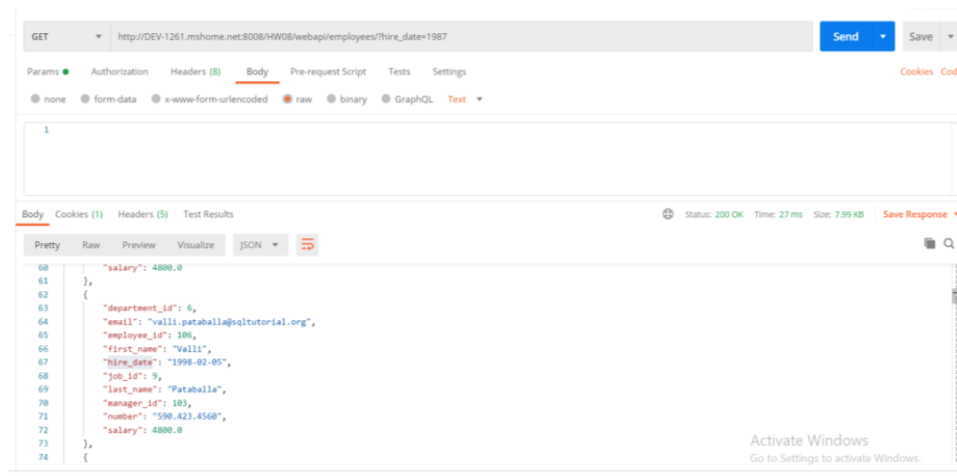 GET http://DEV-1261.mshome.net:8008/HW08/webapi/employees/?hire_date=1987 Send Save
Params Authorization Headers (8) Body Pre-request Script Tests Settings Cookies Cod
none form-data x-www-form-urlencoded raw binary GraphQL Text
1
Body Cookies (1) Headers (5) Test Results Status: 200 OK Time: 27 ms Size: 7.99 KB Save Response
Pretty Raw Preview Visualize JSON
60 "salary": 4800.0
61 },
62 {
63 "department_id": 6,
64 "email": "valli.pataballa@sqltutorial.org",
65 "employee_id": 106,
66 "first_name": "Valli",
67 "hire_date": "1998-02-05",
68 "job_id": 9,
69 "last_name": "Pataballa",
70 "manager_id": 103,
71 "number": "590.423.4560",
72 "salary": 4800.0
73 },
74 {
Activate Windows
Go to Settings to activate Windows.